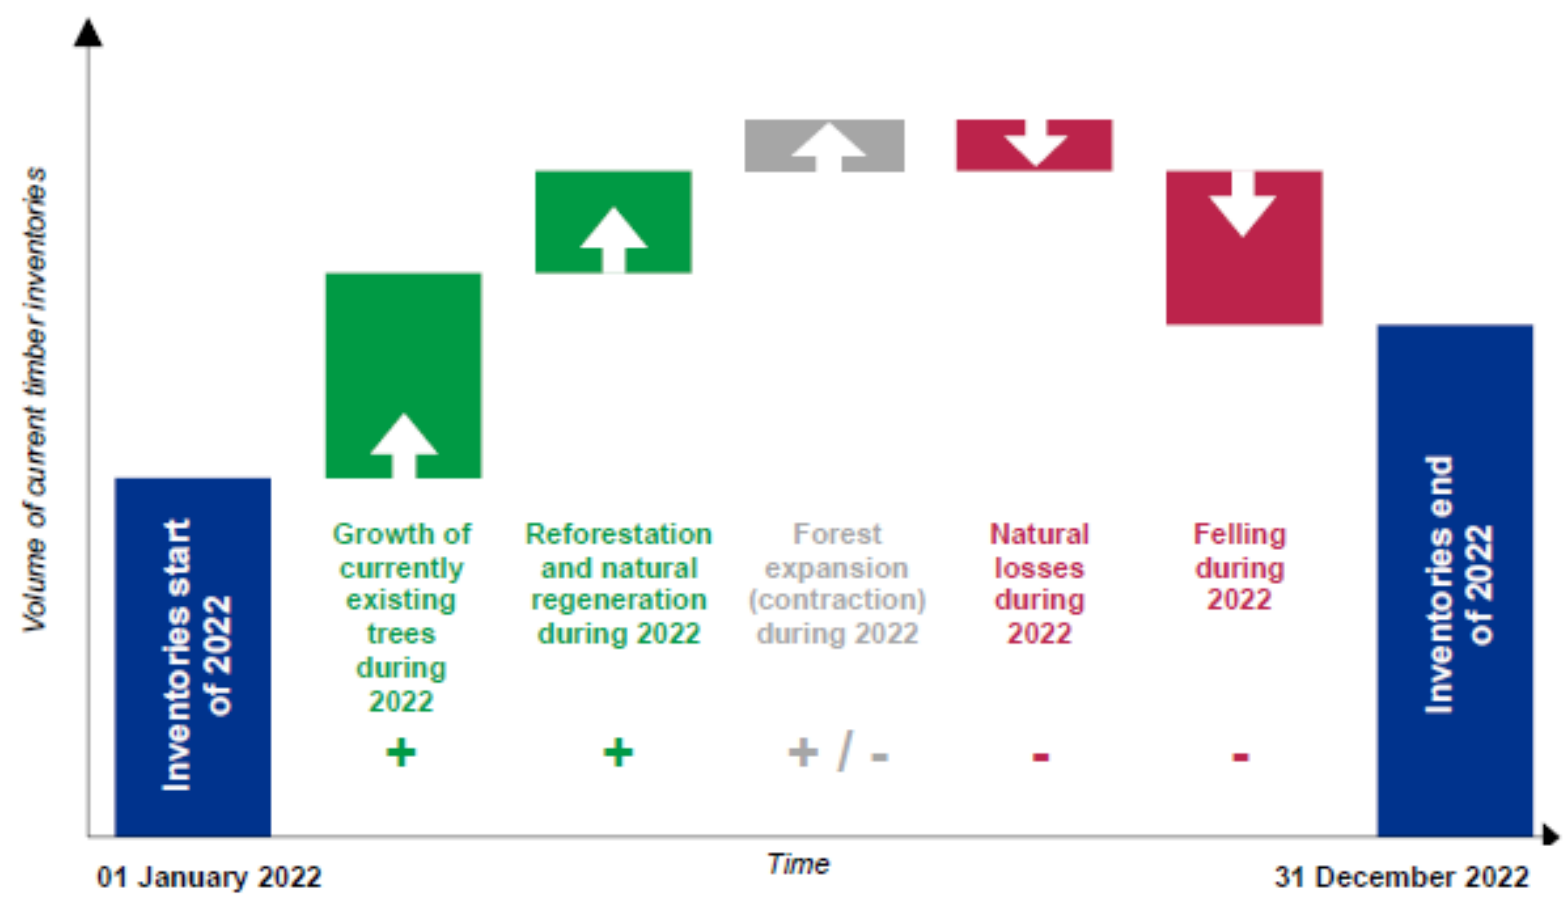 Volume of current timber inventories
Inventories start
of 2022
Growth of
currently
existing
trees
during
2022
+
Reforestation
and natural
regeneration
during 2022
+
Forest
expansion
(contraction)
during 2022
+ / -
Natural
losses
during
2022
-
Felling
during
2022
-
Inventories end
of 2022
Time
01 January 2022
31 December 2022